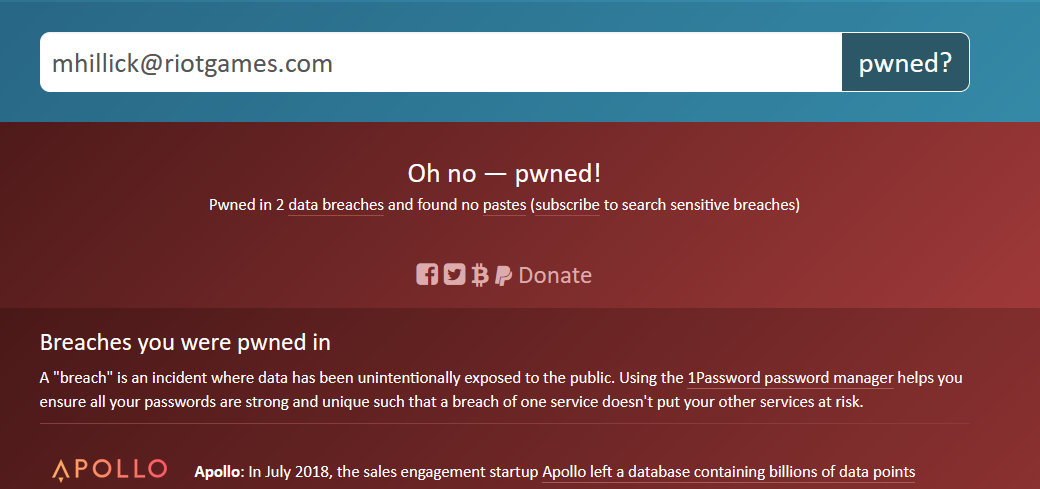 mhillick@riotgames.com pwned?
Oh no — pwned!
Pwned in 2 data breaches and found no pastes (subscribe to search sensitive breaches)
Donate
Breaches you were pwned in
A "breach" is an incident where data has been unintentionally exposed to the public. Using the 1Password password manager helps you
ensure all your passwords are strong and unique such that a breach of one service doesn't put your other services at risk.
APOLLO Apollo: In July 2018, the sales engagement startup Apollo left a database containing billions of data points